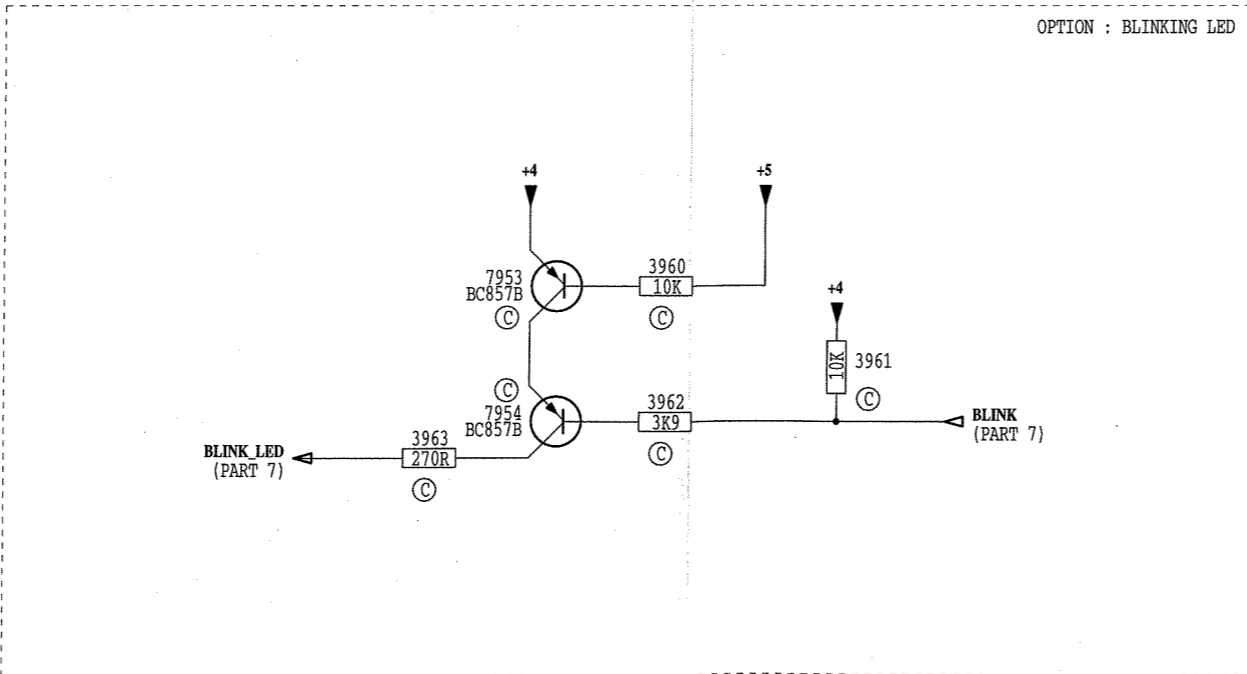 OPTION : BLINKING LED
+4
+5
7953
BC857B
C
3960
10K
C
+4
10K
3961
C
C
7954
BC857B
3962
3K9
C
BLINK
(PART 7)
BLINK_LED
(PART 7)
3963
270R
C